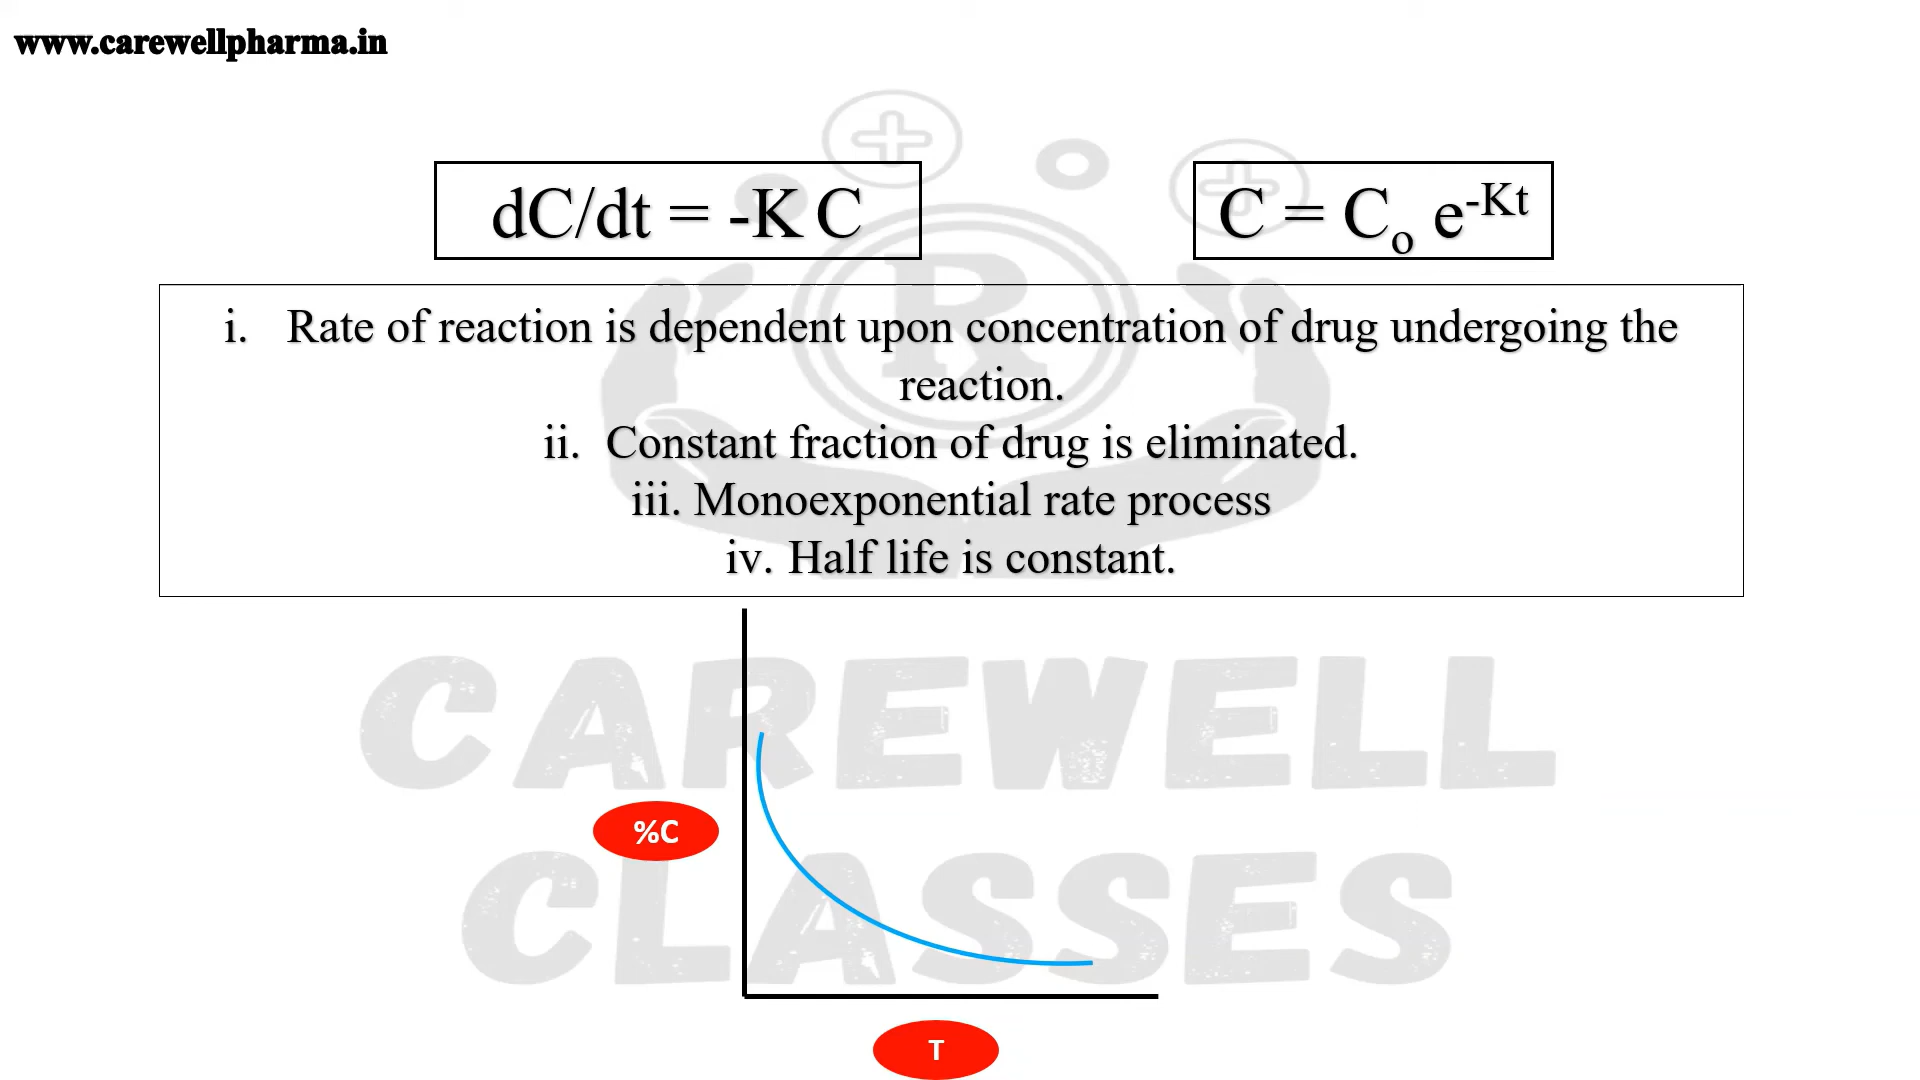 www.carewellpharma.in
dC/dt = -K C
C = Co e-Kt
i. Rate of reaction is dependent upon concentration of drug undergoing the
reaction.
ii. Constant fraction of drug is eliminated.
iii. Monoexponential rate process
iv. Half life is constant.
R
CAREWELL
%C
CLASSES
T